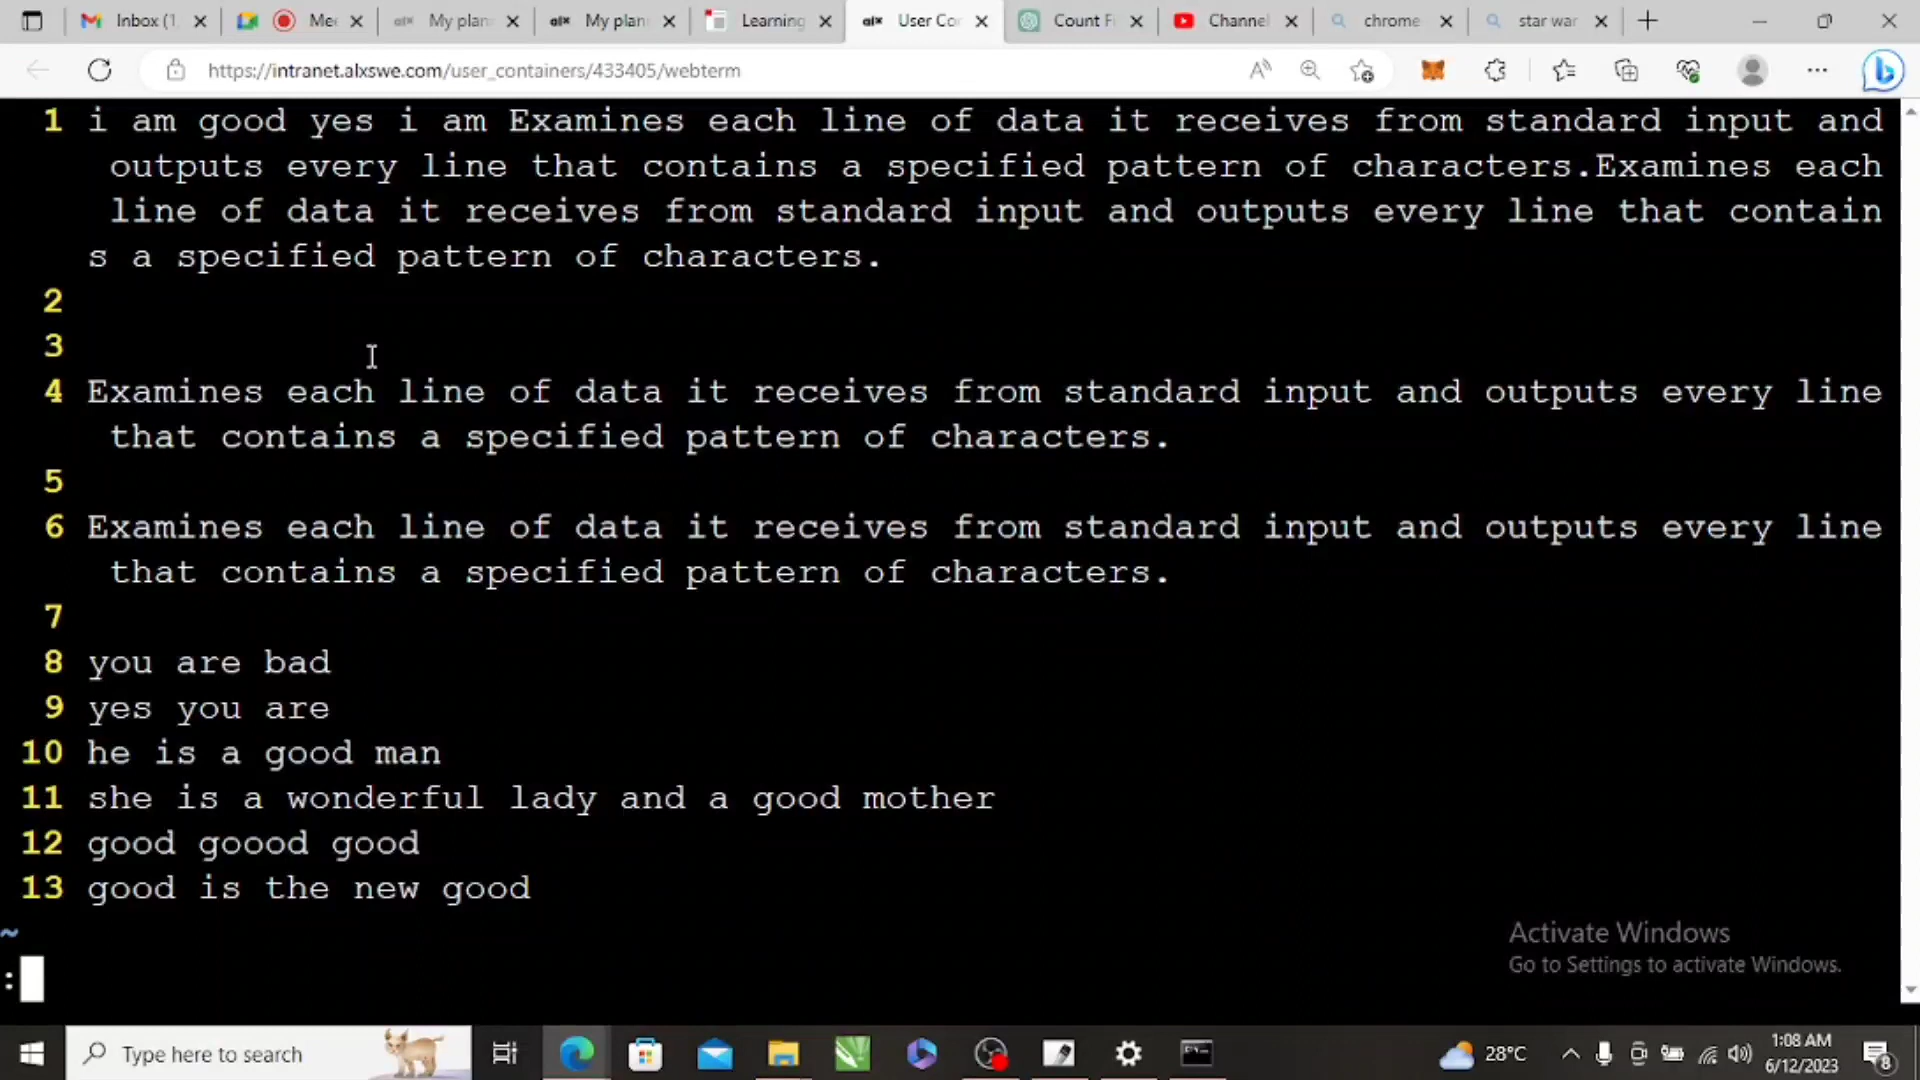 Inbox (1,
Mee
My plan
My plan
Learning
User Co
Count Fi
Channel
chrome
star war
https://intranet.alxswe.com/user_containers/433405/webterm
1 i am good yes i am Examines each line of data it receives from standard input and
outputs every line that contains a specified pattern of characters.Examines each
line of data it receives from standard input and outputs every line that contain
s a specified pattern of characters.
2
3
4 Examines each line of data it receives from standard input and outputs every line
that contains a specified pattern of characters.
5
6 Examines each line of data it receives from standard input and outputs every line
that contains a specified pattern of characters.
7
8 you are bad
9 yes you are
10 he is a good man
11 she is a wonderful lady and a good mother
12 good goood good
13 good is the new good
~
:
Activate Windows
Go to Settings to activate Windows.
Type here to search
28°C
1:08 AM
6/12/2023
8